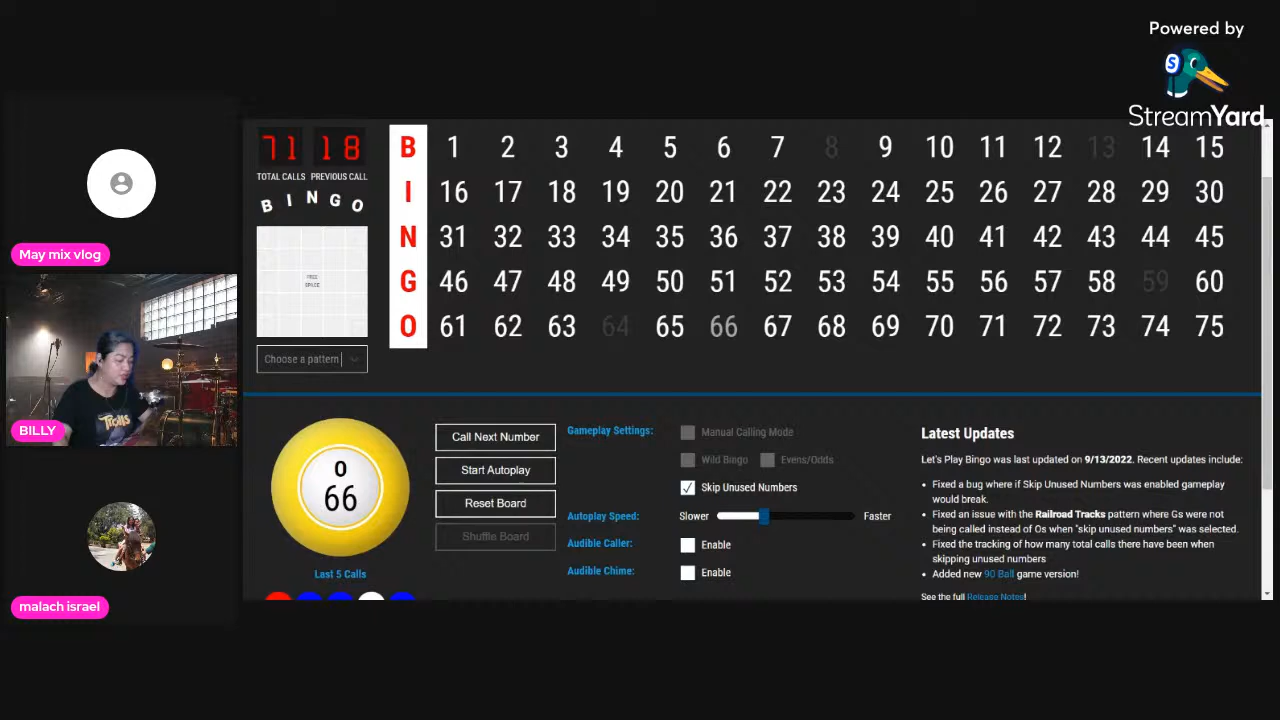 Powered by
S
StreamYard
71 18
TOTAL CALLS PREVIOUS CALL
B I N G O
FREE
SPACE
Choose a pattern
B 1 2 3 4 5 6 7 8 9 10 11 12 13 14 15
I 16 17 18 19 20 21 22 23 24 25 26 27 28 29 30
N 31 32 33 34 35 36 37 38 39 40 41 42 43 44 45
G 46 47 48 49 50 51 52 53 54 55 56 57 58 59 60
O 61 62 63 64 65 66 67 68 69 70 71 72 73 74 75
May mix vlog
Trolls
BILLY
malach israel
O
66
Last 5 Calls
Call Next Number
Start Autoplay
Reset Board
Shuffle Board
Gameplay Settings:
Manual Calling Mode
Wild Bingo Evens/Odds
Skip Unused Numbers
Autoplay Speed: Slower Faster
Audible Caller: Enable
Audible Chime: Enable
Latest Updates
Let's Play Bingo was last updated on 9/13/2022. Recent updates include:
Fixed a bug where if Skip Unused Numbers was enabled gameplay
would break.
Fixed an issue with the Railroad Tracks pattern where Gs were not
being called instead of Os when "skip unused numbers" was selected.
Fixed the tracking of how many total calls there have been when
skipping unused numbers
Added new 90 Ball game version!
See the full Release Notes!